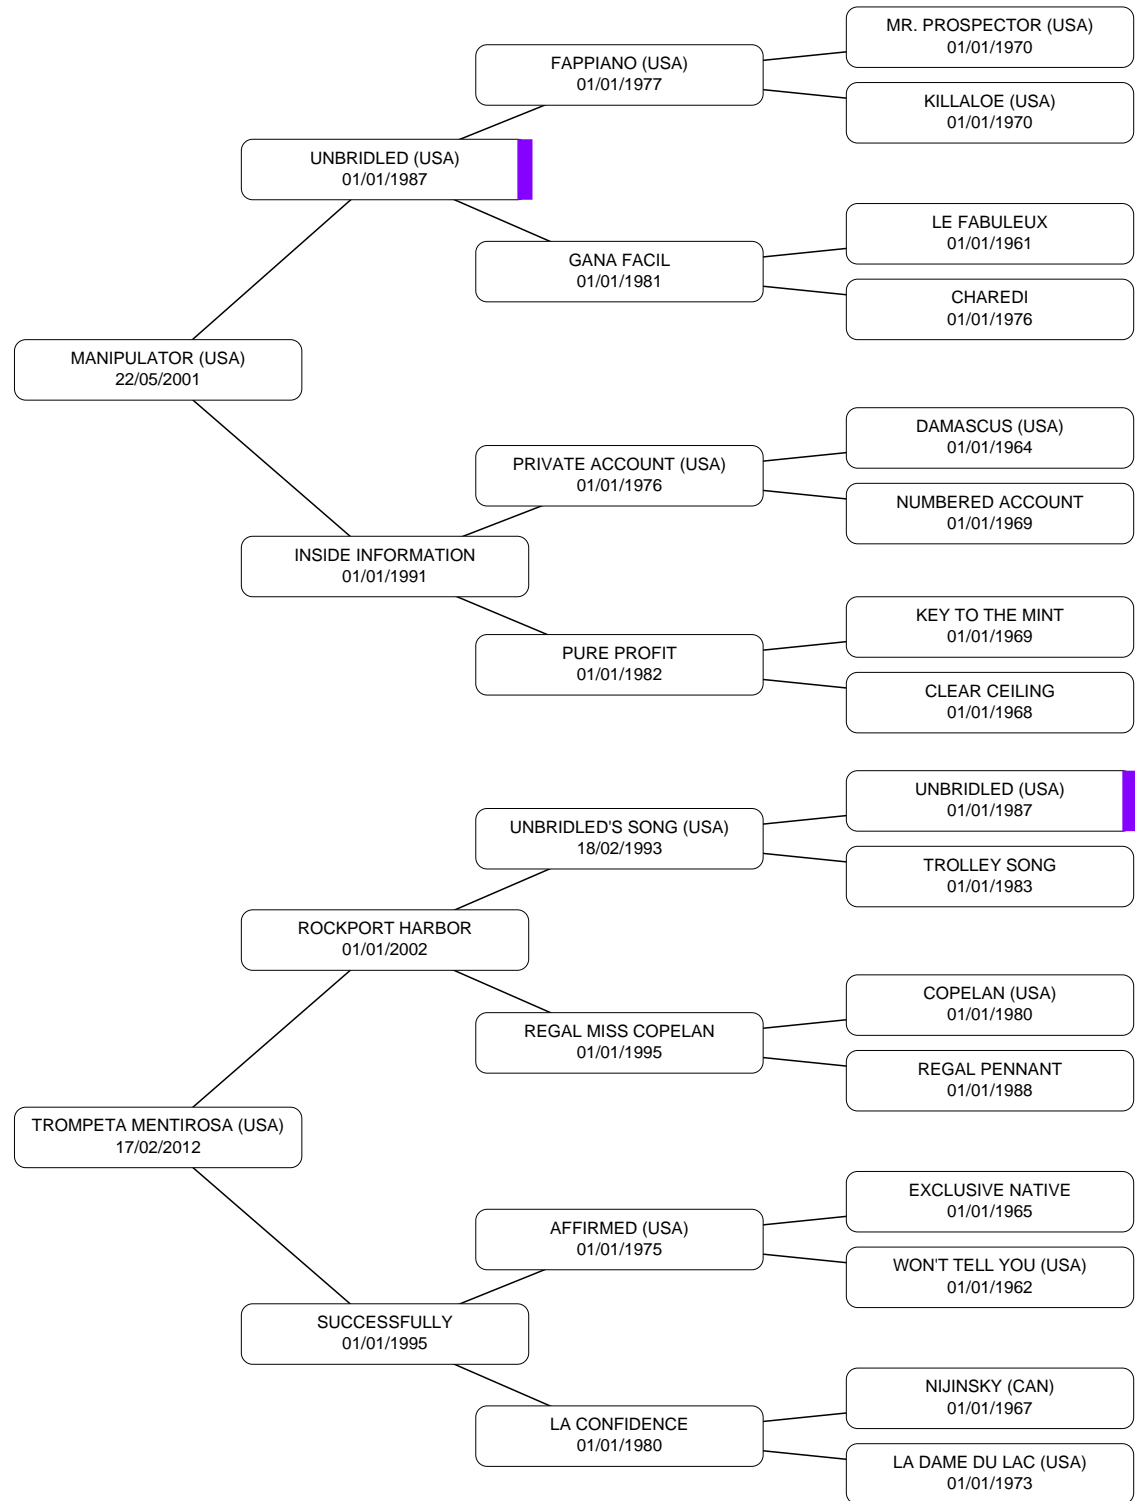 MR. PROSPECTOR (USA)
01/01/1970
FAPPIANO (USA)
01/01/1977
KILLALOE (USA)
01/01/1970
UNBRIDLED (USA)
01/01/1987
LE FABULEUX
01/01/1961
GANA FACIL
01/01/1981
CHAREDI
01/01/1976
MANIPULATOR (USA)
22/05/2001
DAMASCUS (USA)
01/01/1964
PRIVATE ACCOUNT (USA)
01/01/1976
NUMBERED ACCOUNT
01/01/1969
INSIDE INFORMATION
01/01/1991
KEY TO THE MINT
01/01/1969
PURE PROFIT
01/01/1982
CLEAR CEILING
01/01/1968
UNBRIDLED (USA)
01/01/1987
UNBRIDLED'S SONG (USA)
18/02/1993
TROLLEY SONG
01/01/1983
ROCKPORT HARBOR
01/01/2002
COPELAN (USA)
01/01/1980
REGAL MISS COPELAN
01/01/1995
REGAL PENNANT
01/01/1988
TROMPETA MENTIROSA (USA)
17/02/2012
EXCLUSIVE NATIVE
01/01/1965
AFFIRMED (USA)
01/01/1975
WON'T TELL YOU (USA)
01/01/1962
SUCCESSFULLY
01/01/1995
NIJINSKY (CAN)
01/01/1967
LA CONFIDENCE
01/01/1980
LA DAME DU LAC (USA)
01/01/1973